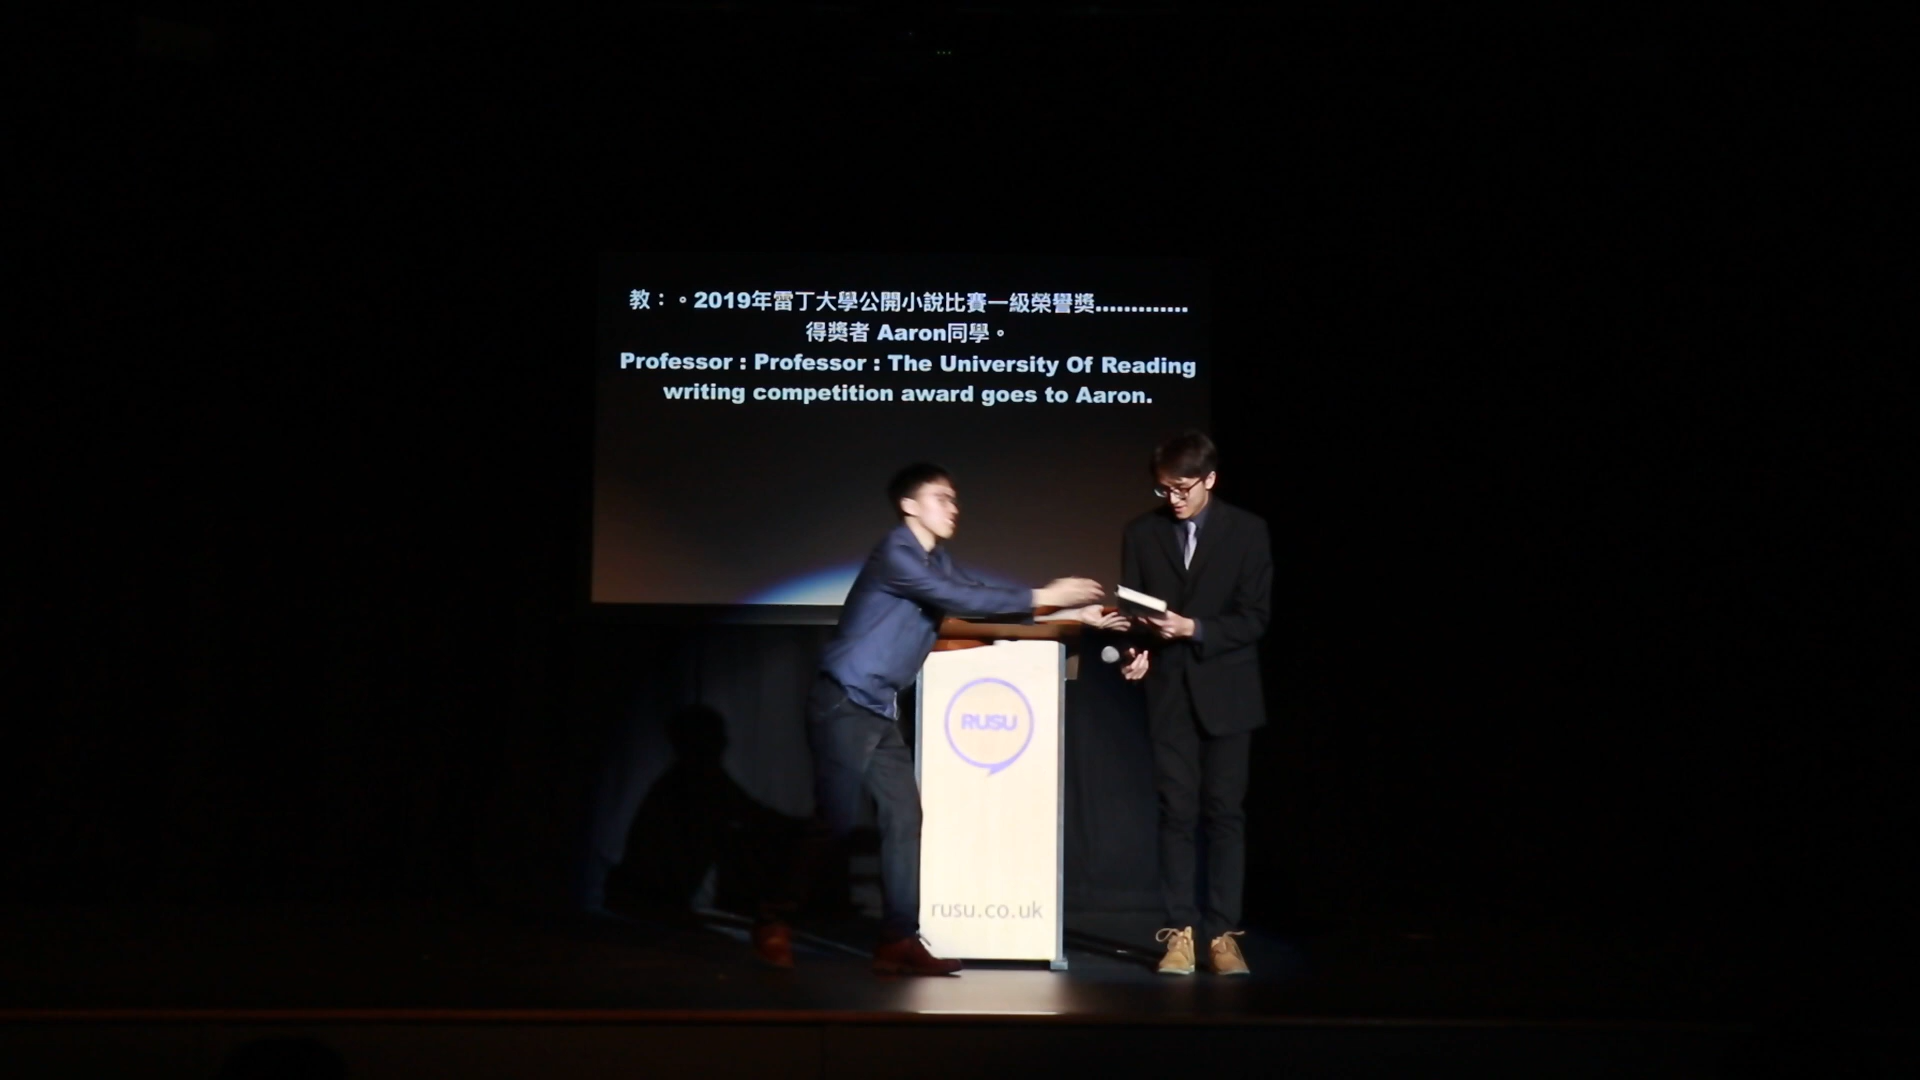 教：。2019年雷丁大學公開小說比賽一級榮譽獎.............
得獎者 Aaron同學。
Professor : Professor : The University Of Reading
writing competition award goes to Aaron.
RUSU
rusu.co.uk